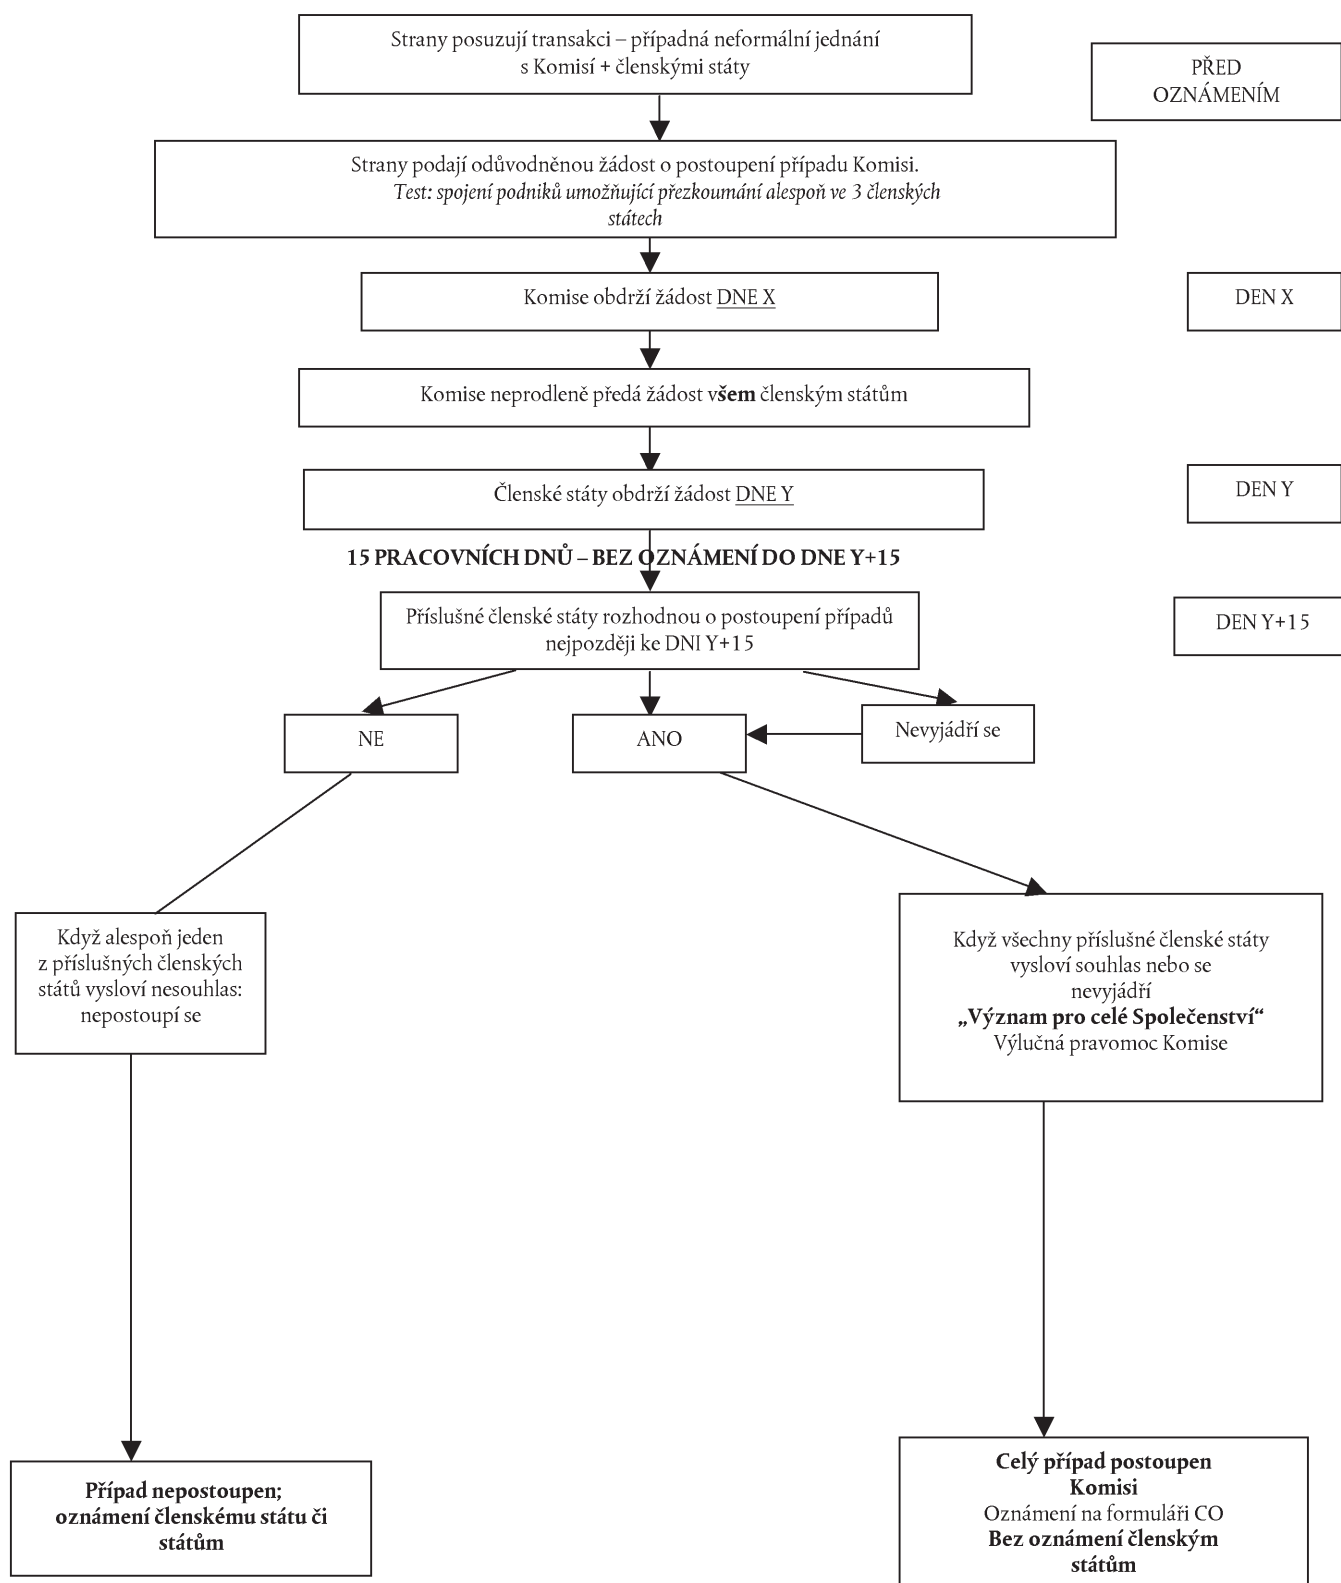 Strany posuzují transakci – případná neformální jednání
s Komisí + členskými státy
PŘED
OZNÁMENÍM
Strany podají odůvodněnou žádost o postoupení případu Komisi.
Test: spojení podniků umožňující přezkoumání alespoň ve 3 členských
státech
Komise obdrží žádost DNE X
DEN X
Komise neprodleně předá žádost všem členským státům
Členské státy obdrží žádost DNE Y
DEN Y
15 PRACOVNÍCH DNŮ – BEZ OZNÁMENÍ DO DNE Y+15
Příslušné členské státy rozhodnou o postoupení případů
nejpozději ke DNI Y+15
DEN Y+15
NE
ANO
Nevyjádří se
Když alespoň jeden
z příslušných členských
států vysloví nesouhlas:
nepostoupí se
Když všechny příslušné členské státy
vysloví souhlas nebo se
nevyjádří
„Význam pro celé Společenství“
Výlučná pravomoc Komise
Případ nepostoupen;
oznámení členskému státu či
státům
Celý případ postoupen
Komisi
Oznámení na formuláři CO
Bez oznámení členským
státům